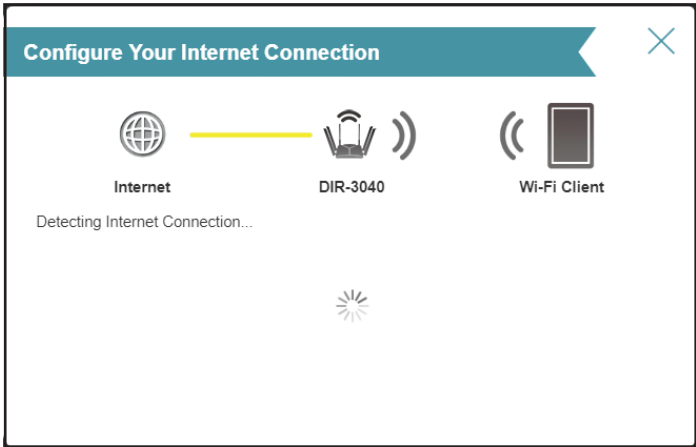 Configure Your Internet Connection
Internet
DIR-3040
Wi-Fi Client
Detecting Internet Connection...